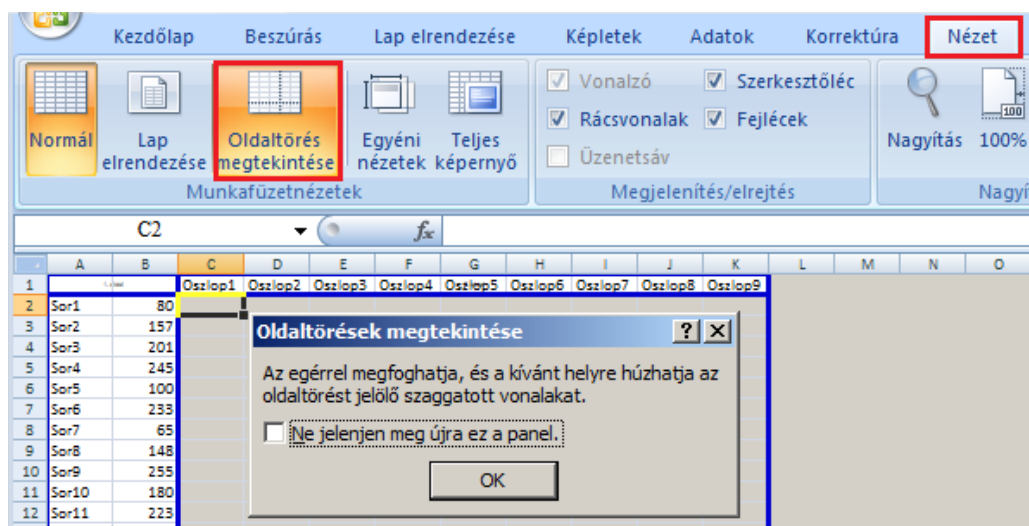 Kezdőlap Beszúrás Lap elrendezése Képletek Adatok Korrektúra Nézet
Normál
Lap elrendezése
Oldaltörés megtekintése
Egyéni nézetek
Teljes képernyő
Munkafüzetnézetek
Vonalzó Szerkesztőléc
Rácsvonalak Fejlécek
Üzenetsáv
Megjelenítés/elrejtés
Nagyítás 100%
100
C2 fx
A B C D E F G H I J K L M N O
1 Oszlop1 Oszlop2 Oszlop3 Oszlop4 Oszlop5 Oszlop6 Oszlop7 Oszlop8 Oszlop9
2 Sor1 80
3 Sor2 157
4 Sor3 201
5 Sor4 245
6 Sor5 100
7 Sor6 233
8 Sor7 65
9 Sor8 148
10 Sor9 255
11 Sor10 180
12 Sor11 223
Oldaltörések megtekintése
Az egérrel megfoghatja, és a kívánt helyre húzhatja az
oldaltörést jelölő szaggatott vonalakat.
Ne jelenjen meg újra ez a panel.
OK